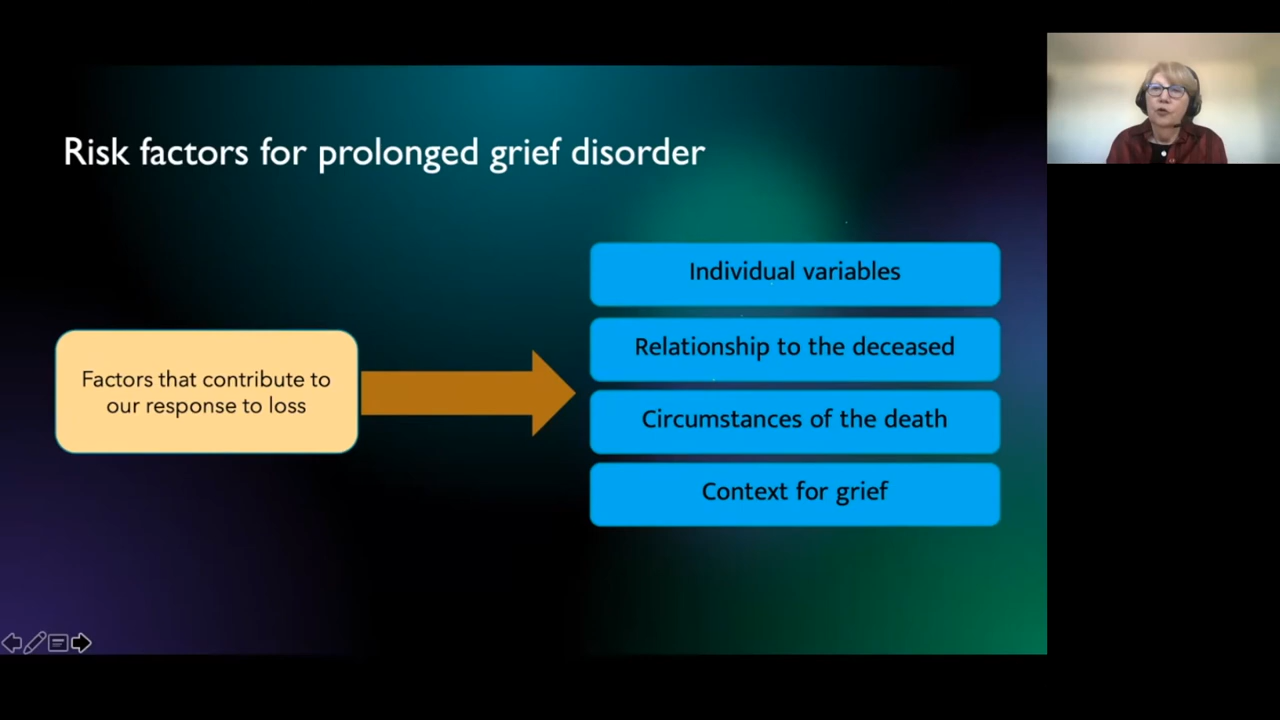 Risk factors for prolonged grief disorder
Factors that contribute to
our response to loss
Individual variables
Relationship to the deceased
Circumstances of the death
Context for grief